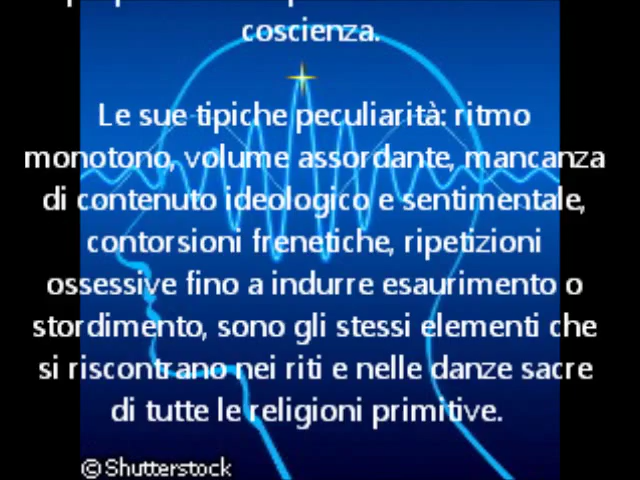 coscienza.
Le sue tipiche peculiarità: ritmo
monotono, volume assordante, mancanza
di contenuto ideologico e sentimentale,
contorsioni frenetiche, ripetizioni
ossessive fino a indurre esaurimento o
stordimento, sono gli stessi elementi che
si riscontrano nei riti e nelle danze sacre
di tutte le religioni primitive.
©Shutterstock